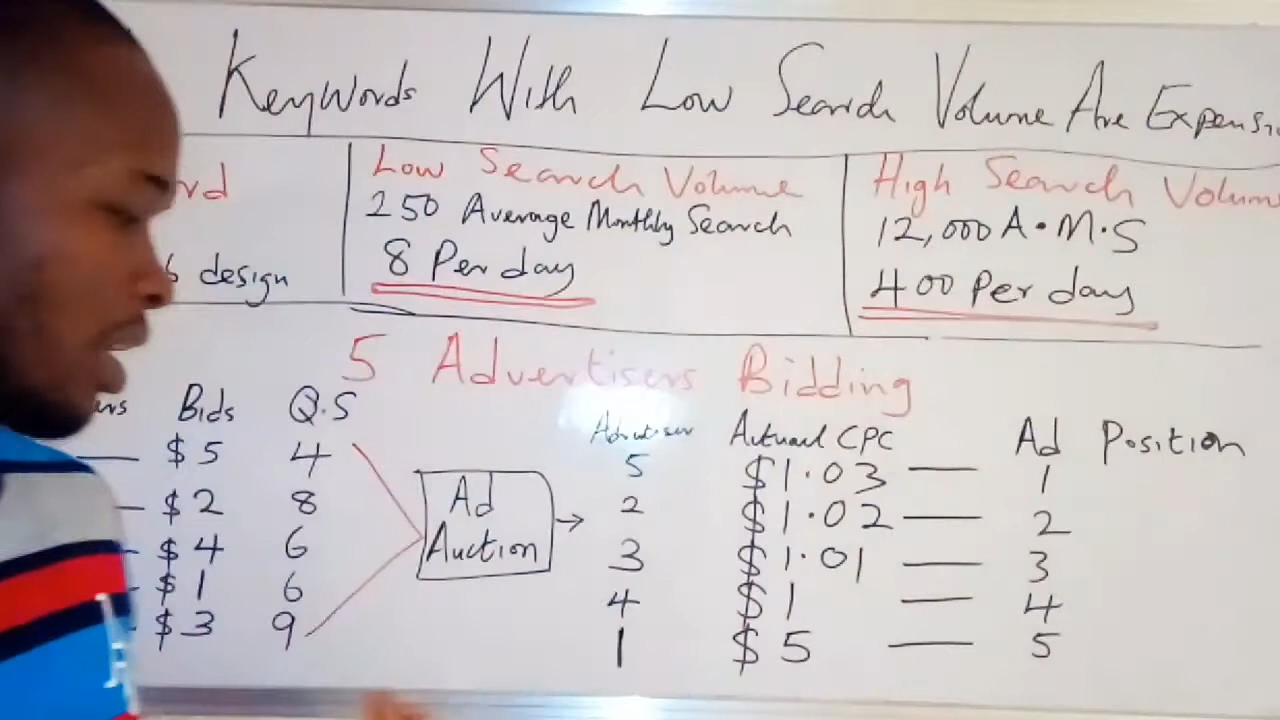 Keywords With Low Search Volume Are Expensi
rd
Low Search Volume
High Search Volum
250 Average Monthly Search
12,000 A.M.S
design
8 Per day
400 per day
5 Advertisers Bidding
ers Bids Q.S
Advertiser Actual CPC Ad Position
$5 4
5 $1.03 — 1
$2 8
2 $1.02 — 2
Ad
Auction
$4 6
3 $1.01 — 3
$1 6
4 $1 — 4
$3 9
1 $5 — 5